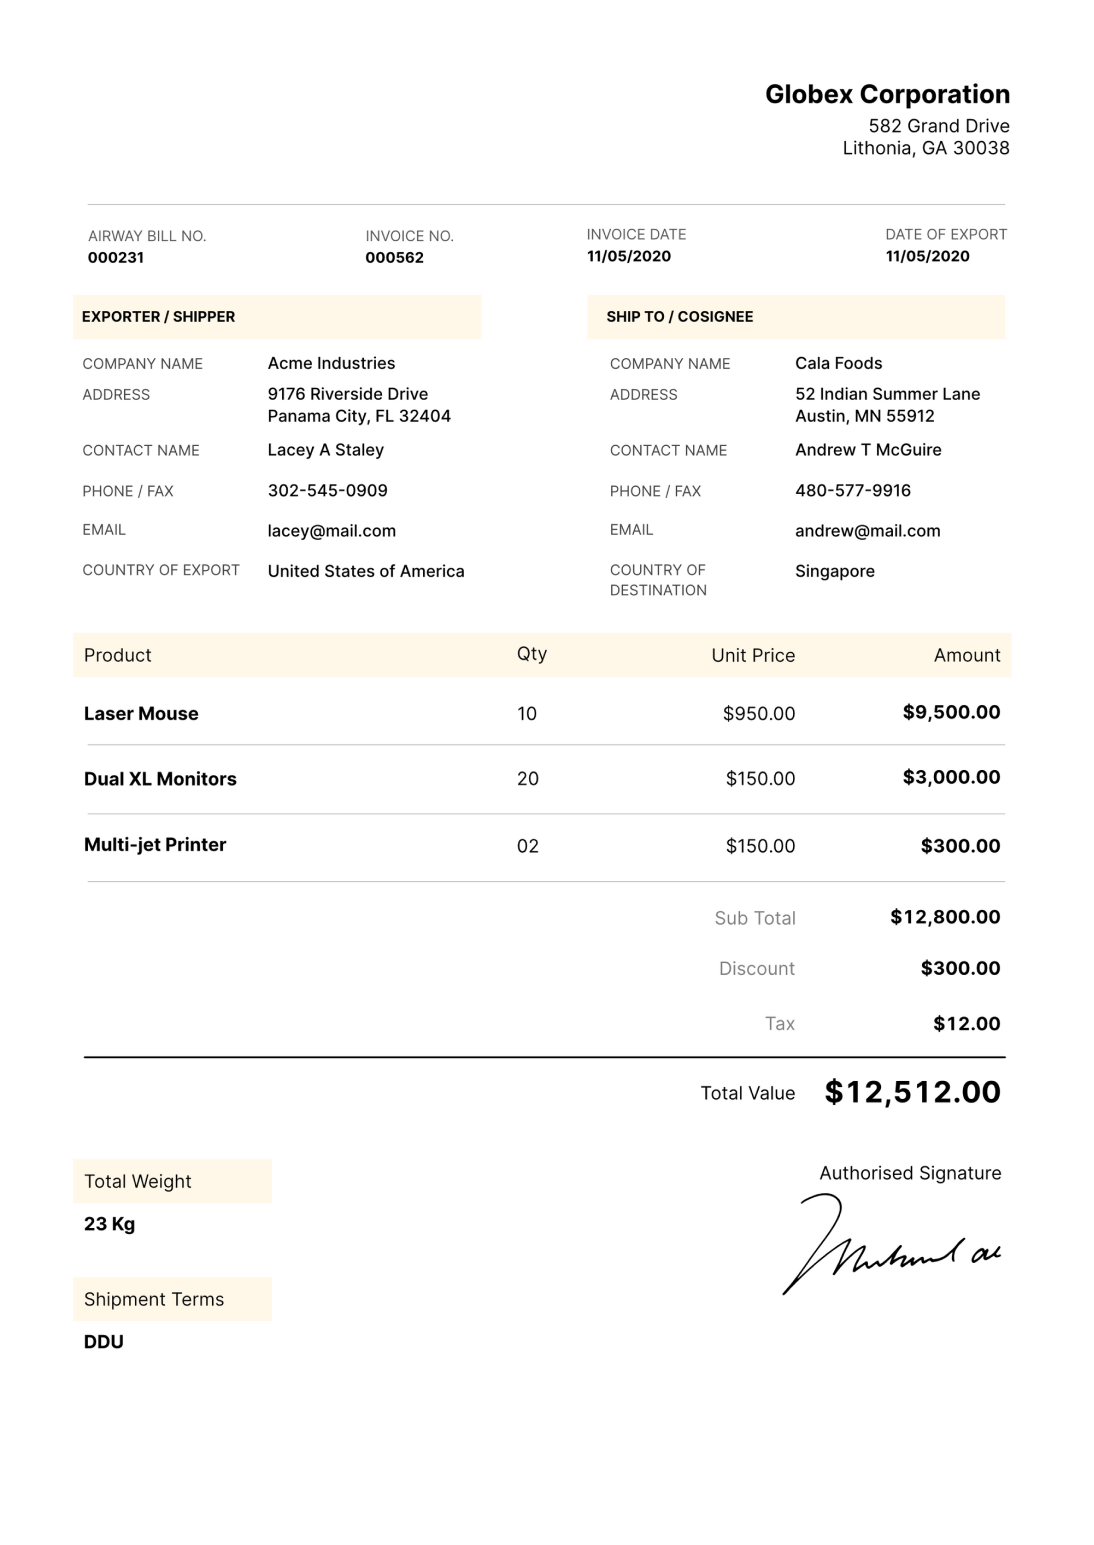 Globex Corporation
582 Grand Drive
Lithonia, GA 30038
AIRWAY BILL NO.
000231
INVOICE NO.
000562
INVOICE DATE
11/05/2020
DATE OF EXPORT
11/05/2020
EXPORTER / SHIPPER
COMPANY NAME Acme Industries
ADDRESS 9176 Riverside Drive
Panama City, FL 32404
CONTACT NAME Lacey A Staley
PHONE / FAX 302-545-0909
EMAIL lacey@mail.com
COUNTRY OF EXPORT United States of America
SHIP TO / COSIGNEE
COMPANY NAME Cala Foods
ADDRESS 52 Indian Summer Lane
Austin, MN 55912
CONTACT NAME Andrew T McGuire
PHONE / FAX 480-577-9916
EMAIL andrew@mail.com
COUNTRY OF Singapore
DESTINATION
Product Qty Unit Price Amount
Laser Mouse 10 $950.00 $9,500.00
Dual XL Monitors 20 $150.00 $3,000.00
Multi-jet Printer 02 $150.00 $300.00
Sub Total $12,800.00
Discount $300.00
Tax $12.00
Total Value $12,512.00
Total Weight
23 Kg
Shipment Terms
DDU
Authorised Signature